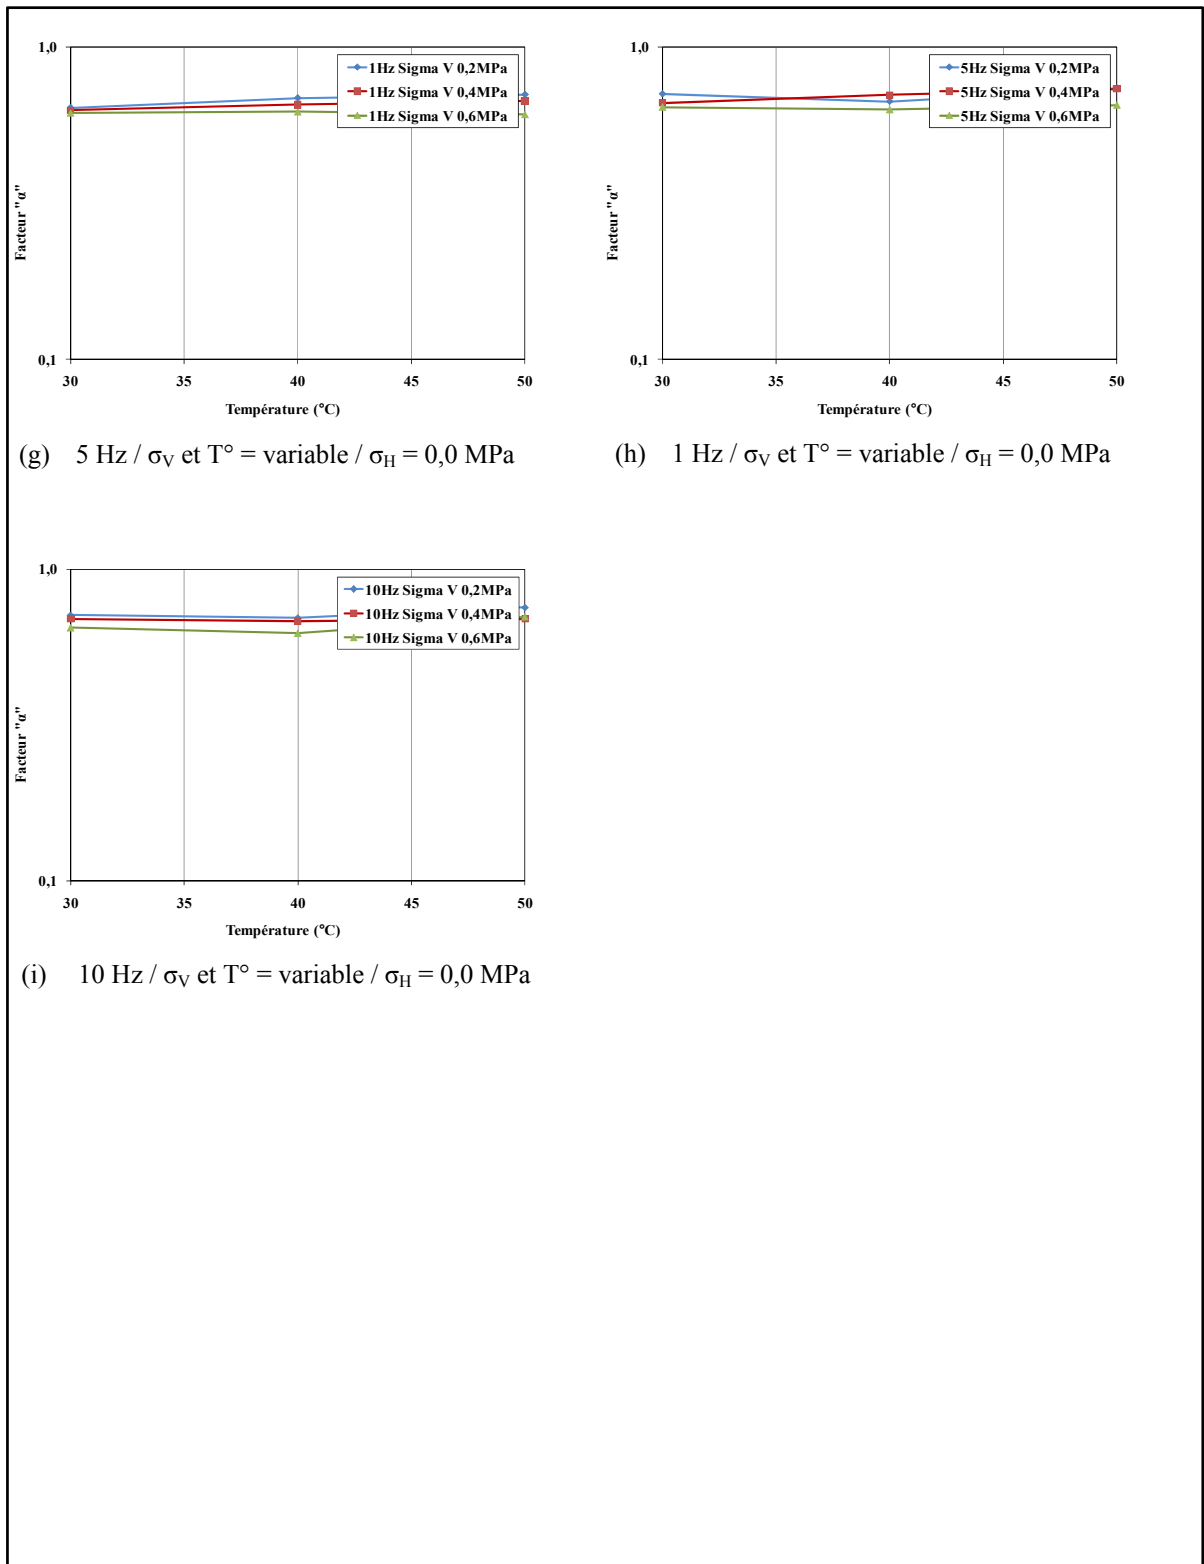 1,0
1Hz Sigma V 0,2MPa
1Hz Sigma V 0,4MPa
1Hz Sigma V 0,6MPa
Facteur "α"
0,1
30 35 40 45 50
Température (°C)
(g) 5 Hz / σV et T° = variable / σH = 0,0 MPa
1,0
5Hz Sigma V 0,2MPa
5Hz Sigma V 0,4MPa
5Hz Sigma V 0,6MPa
Facteur "α"
0,1
30 35 40 45 50
Température (°C)
(h) 1 Hz / σV et T° = variable / σH = 0,0 MPa
1,0
10Hz Sigma V 0,2MPa
10Hz Sigma V 0,4MPa
10Hz Sigma V 0,6MPa
Facteur "α"
0,1
30 35 40 45 50
Température (°C)
(i) 10 Hz / σV et T° = variable / σH = 0,0 MPa